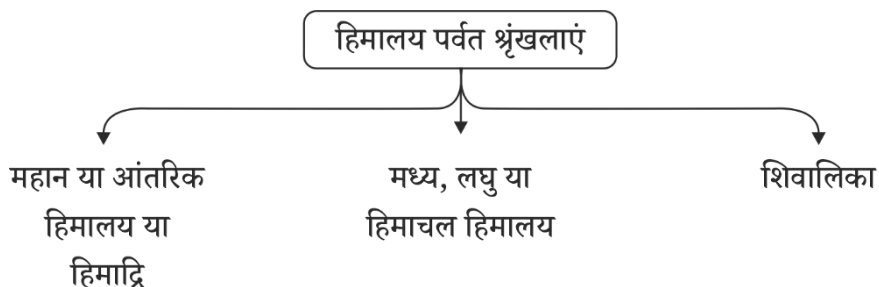 हिमालय पर्वत श्रृंखलाएं
महान या आंतरिक
हिमालय या
हिमाद्रि
मध्य, लघु या
हिमाचल हिमालय
शिवालिका